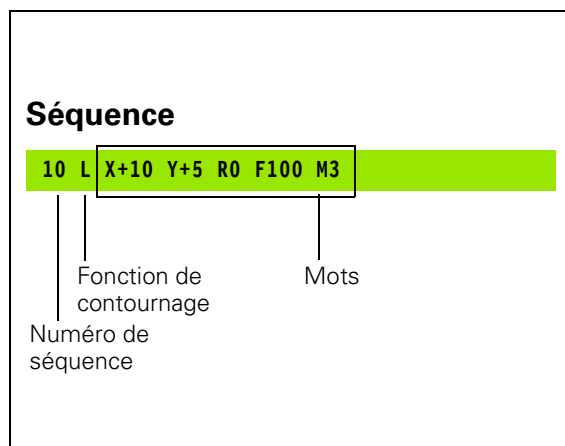 Séquence
10 L X+10 Y+5 R0 F100 M3
Fonction de
contournage
Mots
Numéro de
séquence